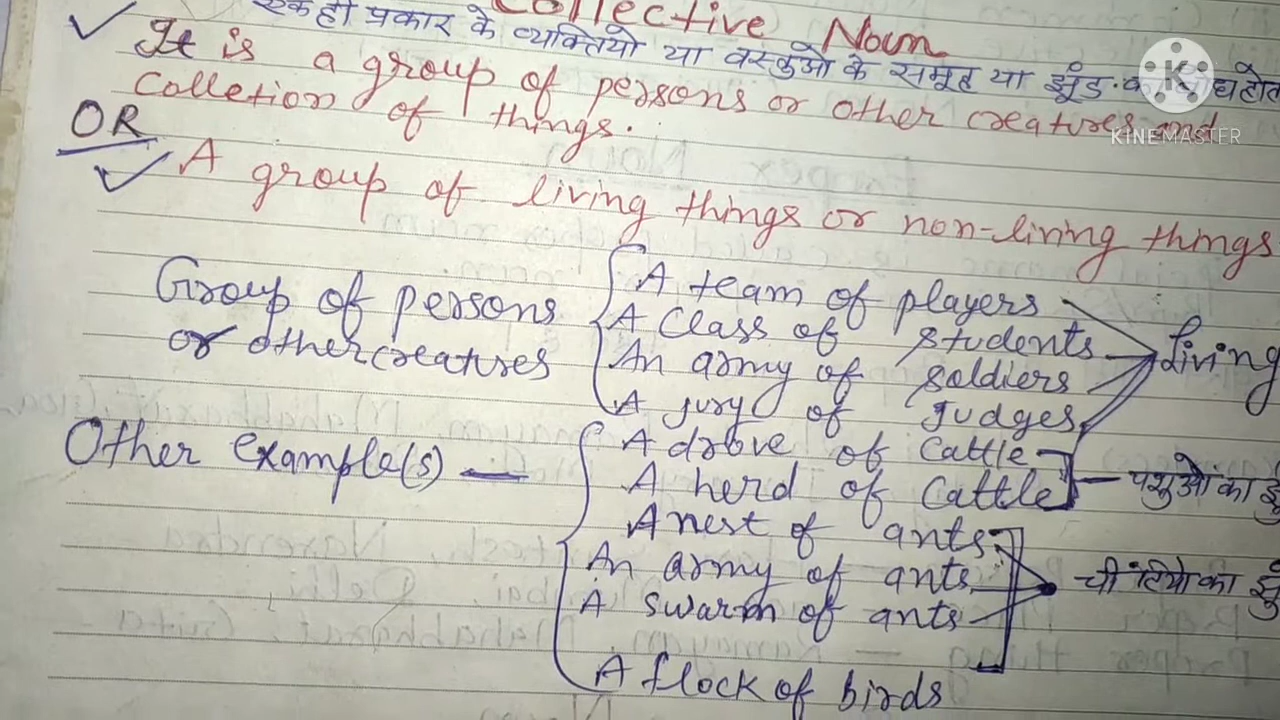 Collective Noun
एक ही प्रकार के व्यक्तियो या वस्तुओ के समूह या झूंड
It is a group of persons or other creatures and
Colletion of things.
OR
A group of living things or non-living things
Group of persons
or other creatures
A team of players
A Class of students
An army of soldiers
A jury of Judges
Living
Other example(s) —
A drove of Cattle
A herd of Cattle
पशुओ का
A nest of ants
An army of ants
A swarm of ants
चीटियो का
A flock of birds
KINEMASTER